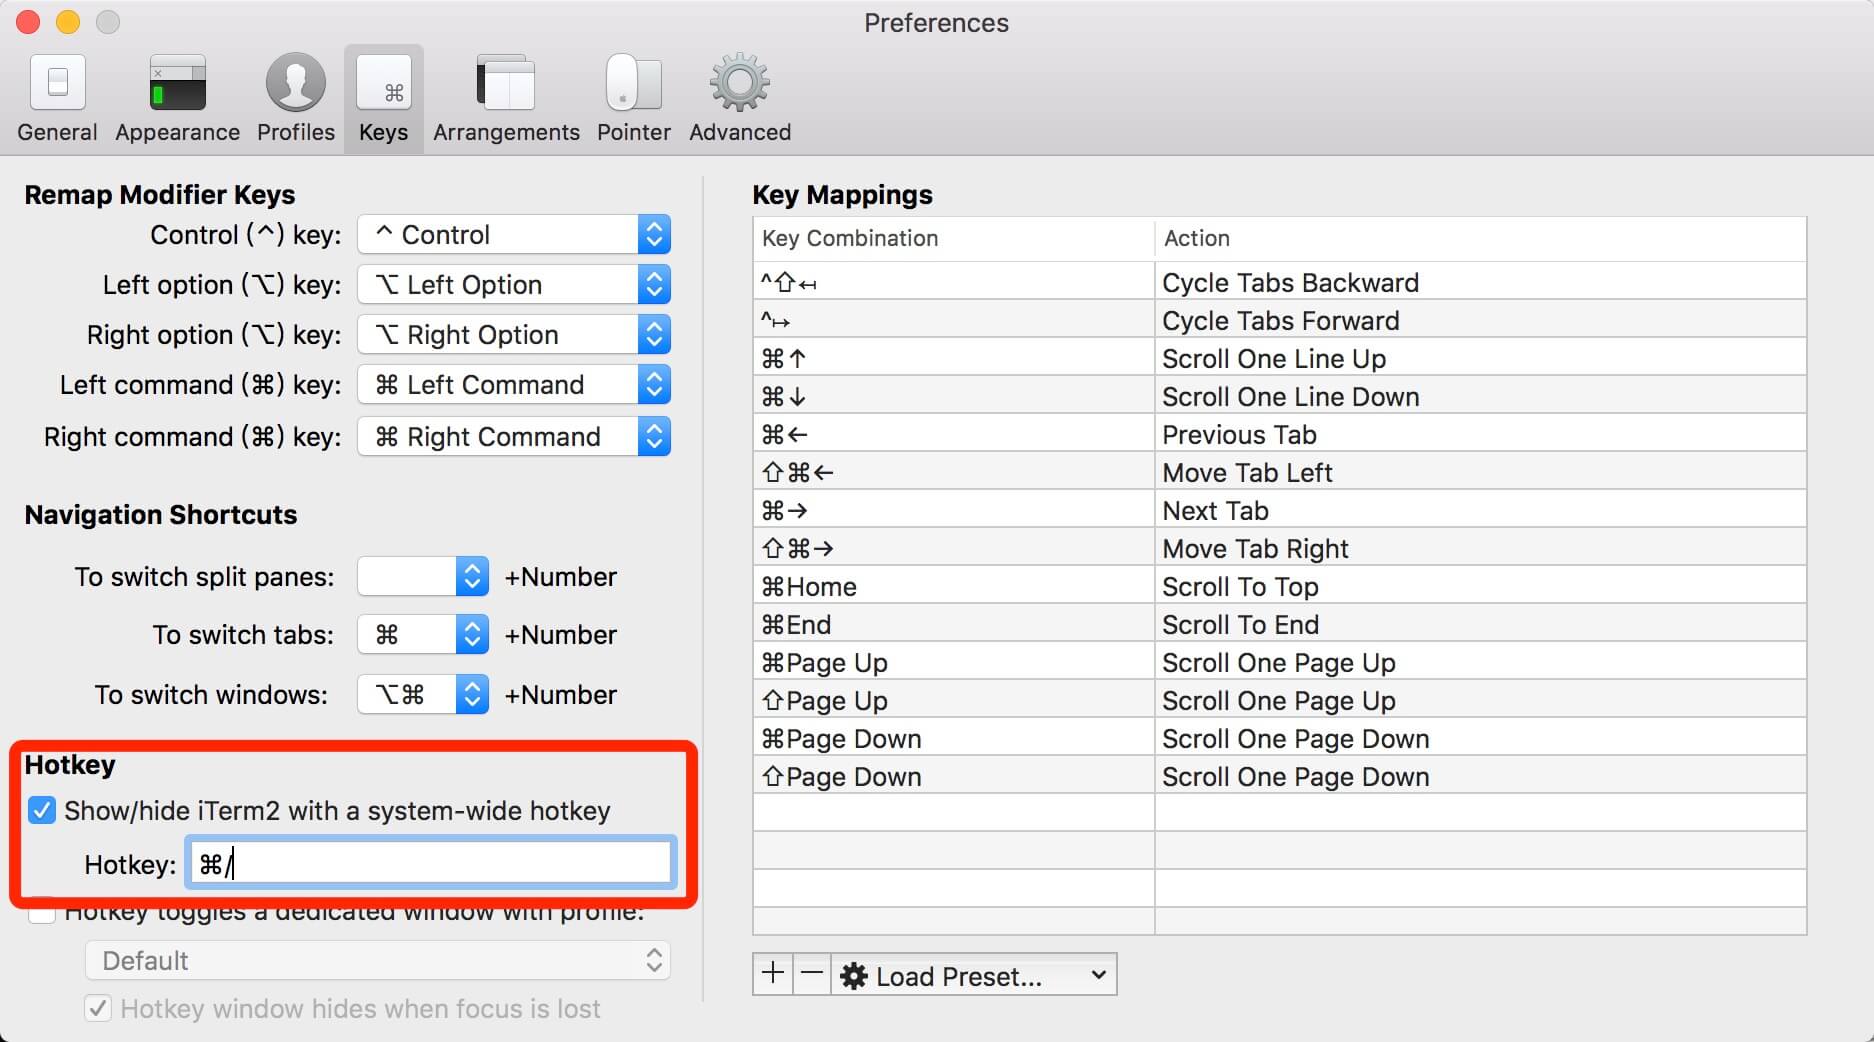 Preferences
General Appearance Profiles Keys Arrangements Pointer Advanced
Remap Modifier Keys
Control (^) key: ^ Control
Left option (⌥) key: ⌥ Left Option
Right option (⌥) key: ⌥ Right Option
Left command (⌘) key: ⌘ Left Command
Right command (⌘) key: ⌘ Right Command
Navigation Shortcuts
To switch split panes: +Number
To switch tabs: ⌘ +Number
To switch windows: ⌥⌘ +Number
Hotkey
Show/hide iTerm2 with a system-wide hotkey
Hotkey: ⌘/
Hotkey toggles a dedicated window with profile:
Default
Hotkey window hides when focus is lost
Key Mappings
Key Combination Action
^⇧↤ Cycle Tabs Backward
^↦ Cycle Tabs Forward
⌘↑ Scroll One Line Up
⌘↓ Scroll One Line Down
⌘← Previous Tab
⇧⌘← Move Tab Left
⌘→ Next Tab
⇧⌘→ Move Tab Right
⌘Home Scroll To Top
⌘End Scroll To End
⌘Page Up Scroll One Page Up
⇧Page Up Scroll One Page Up
⌘Page Down Scroll One Page Down
⇧Page Down Scroll One Page Down
+ − Load Preset...